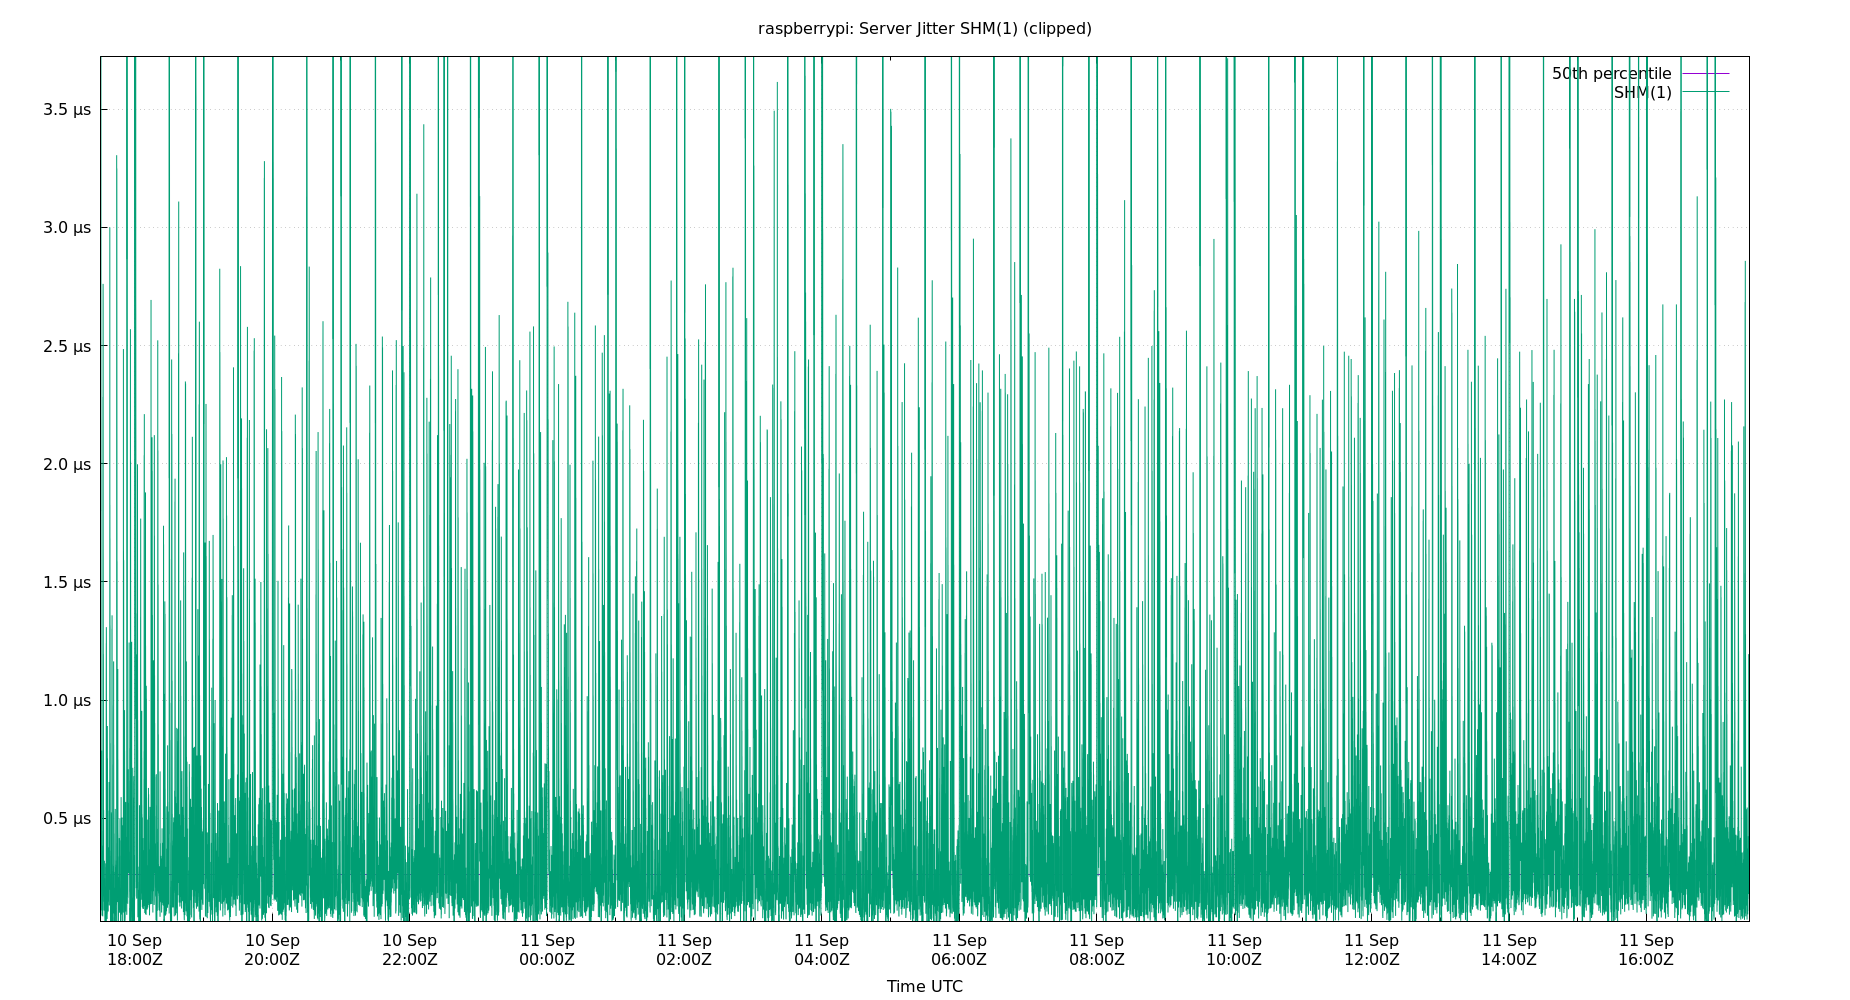 raspberrypi: Server Jitter SHM(1) (clipped)
50th percentile
SHM(1)
3.5 µs
3.0 µs
2.5 µs
2.0 µs
1.5 µs
1.0 µs
0.5 µs
10 Sep 10 Sep 10 Sep 11 Sep 11 Sep 11 Sep 11 Sep 11 Sep 11 Sep 11 Sep 11 Sep 11 Sep
18:00Z 20:00Z 22:00Z 00:00Z 02:00Z 04:00Z 06:00Z 08:00Z 10:00Z 12:00Z 14:00Z 16:00Z
Time UTC